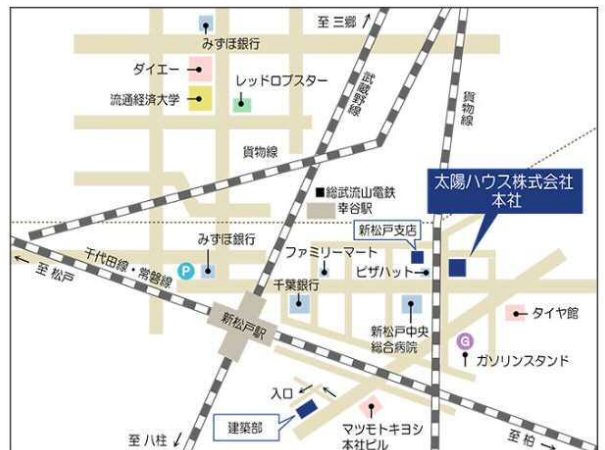 至 三郷
みずほ銀行
ダイエー
流通経済大学
レッドロブスター
武蔵野線
貨物線
貨物線
■総武流山電鉄
幸谷駅
太陽ハウス株式会社
本社
新松戸支店
千代田線・常磐線
至 松戸
P
みずほ銀行
ファミリーマート
ピザハット
千葉銀行
新松戸駅
新松戸中央
総合病院
タイヤ館
G
ガソリンスタンド
入口
建築部
マツモトキヨシ
本社ビル
至 八柱
至 柏